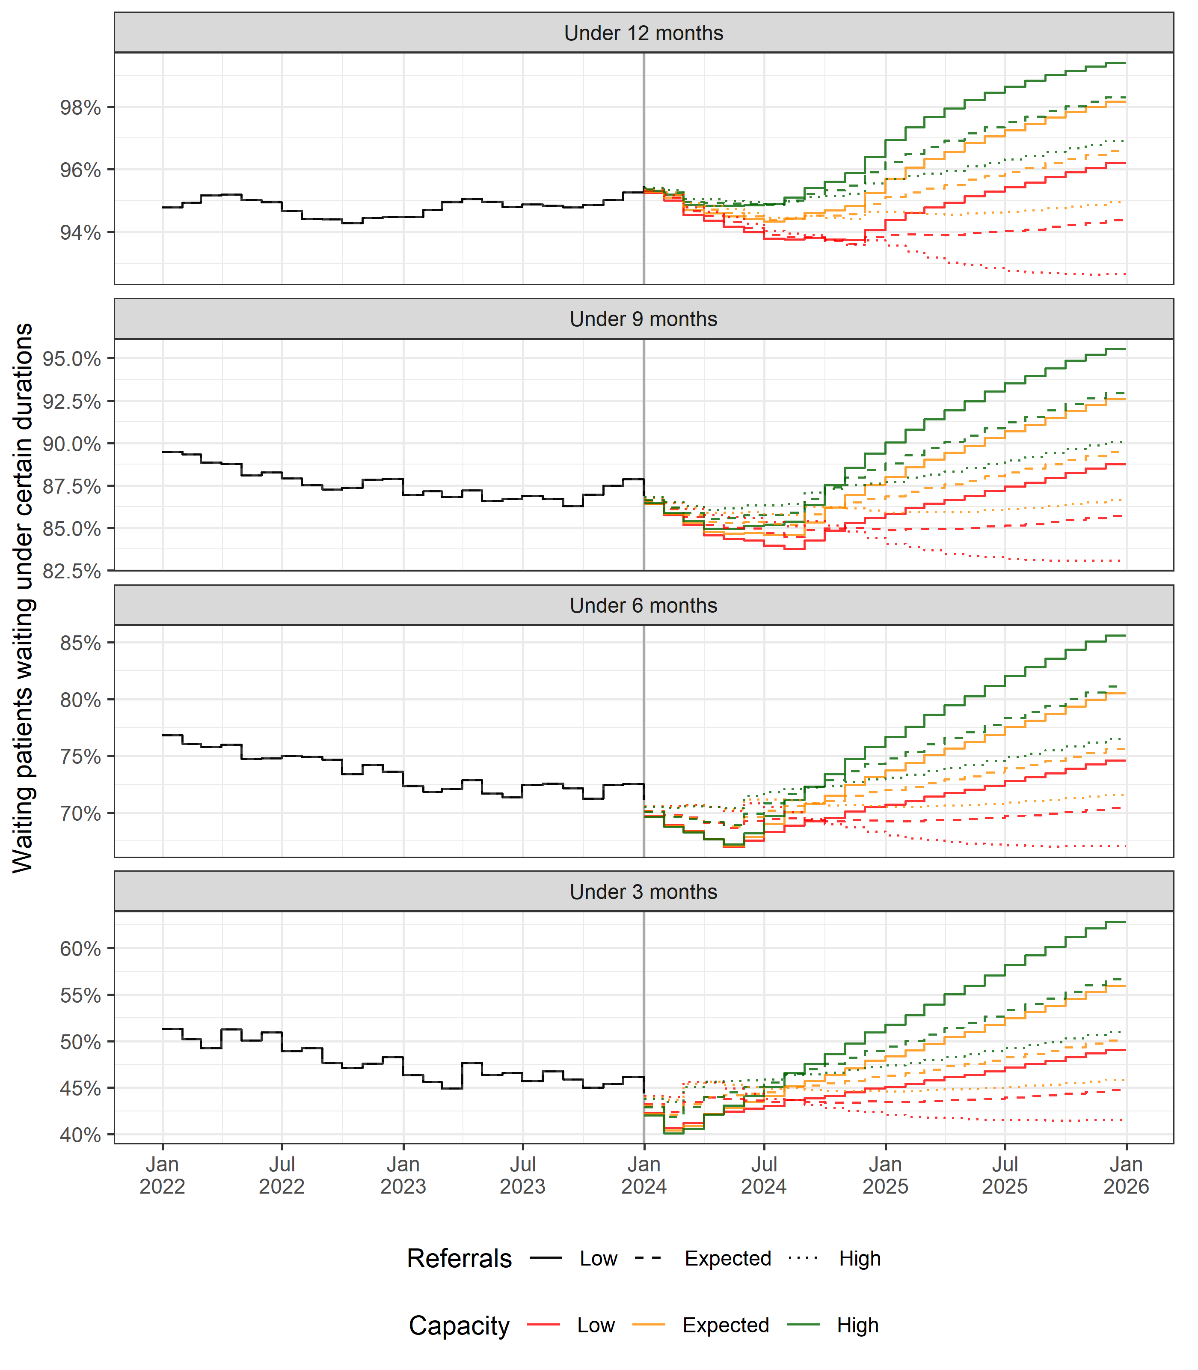 Waiting patients waiting under certain durations
Under 12 months
98%
96%
94%
Under 9 months
95.0%
92.5%
90.0%
87.5%
85.0%
82.5%
Under 6 months
85%
80%
75%
70%
Under 3 months
60%
55%
50%
45%
40%
Jan Jul Jan Jul Jan Jul Jan Jul Jan
2022 2022 2023 2023 2024 2024 2025 2025 2026
Referrals Low Expected High
Capacity Low Expected High